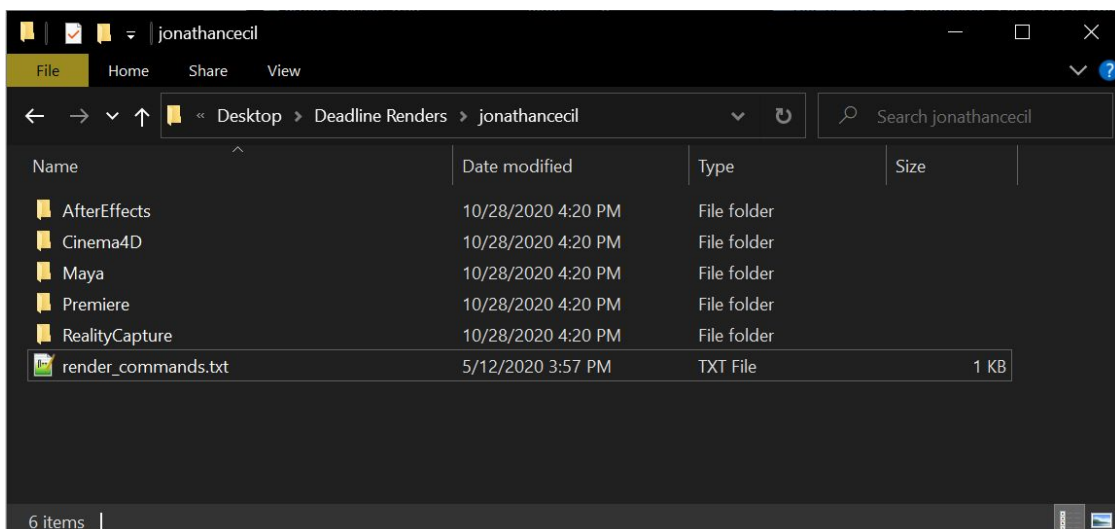 jonathancecil
File Home Share View ?
« Desktop > Deadline Renders > jonathancecil Search jonathancecil
Name Date modified Type Size
AfterEffects 10/28/2020 4:20 PM File folder
Cinema4D 10/28/2020 4:20 PM File folder
Maya 10/28/2020 4:20 PM File folder
Premiere 10/28/2020 4:20 PM File folder
RealityCapture 10/28/2020 4:20 PM File folder
render_commands.txt 5/12/2020 3:57 PM TXT File 1 KB
6 items